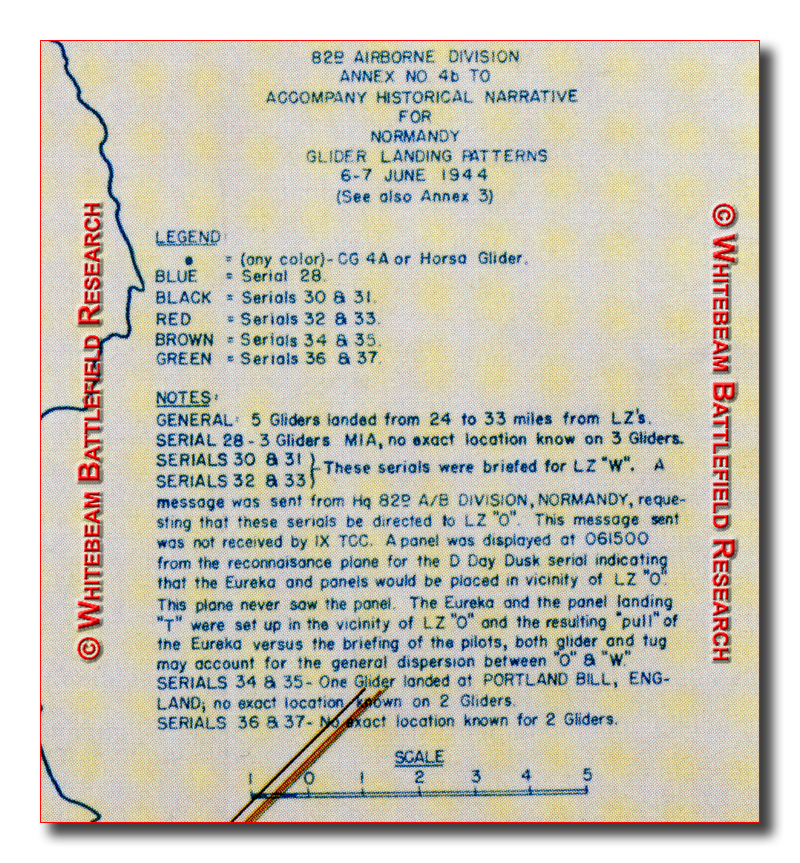 82D AIRBORNE DIVISION
ANNEX NO 4b TO
ACCOMPANY HISTORICAL NARRATIVE
FOR
NORMANDY
GLIDER LANDING PATTERNS
6-7 JUNE 1944
(See also Annex 3)
LEGEND:
• = (any color)- CG 4A or Horsa Glider.
BLUE = Serial 28.
BLACK = Serials 30 & 31.
RED = Serials 32 & 33.
BROWN = Serials 34 & 35.
GREEN = Serials 36 & 37.
NOTES:
GENERAL: 5 Gliders landed from 24 to 33 miles from LZ's.
SERIAL 28 - 3 Gliders MIA, no exact location know on 3 Gliders.
SERIALS 30 & 31 }
SERIALS 32 & 33 } -These serials were briefed for LZ "W". A
message was sent from Hq 82D A/B DIVISION, NORMANDY, reque-
sting that these serials be directed to LZ "O". This message sent
was not received by IX TCC. A panel was displayed at 061500
from the reconnaisance plane for the D Day Dusk serial indicating
that the Eureka and panels would be placed in vicinity of LZ "O".
This plane never saw the panel. The Eureka and the panel landing
"T" were set up in the vicinity of LZ "O" and the resulting "pull" of
the Eureka versus the briefing of the pilots, both glider and tug
may account for the general dispersion between "O" & "W."
SERIALS 34 & 35- One Glider landed at PORTLAND BILL, ENG-
LAND; no exact location known on 2 Gliders.
SERIALS 36 & 37- No exact location known for 2 Gliders.
SCALE
1 0 1 2 3 4 5
© WHITEBEAM BATTLEFIELD RESEARCH
© WHITEBEAM BATTLEFIELD RESEARCH